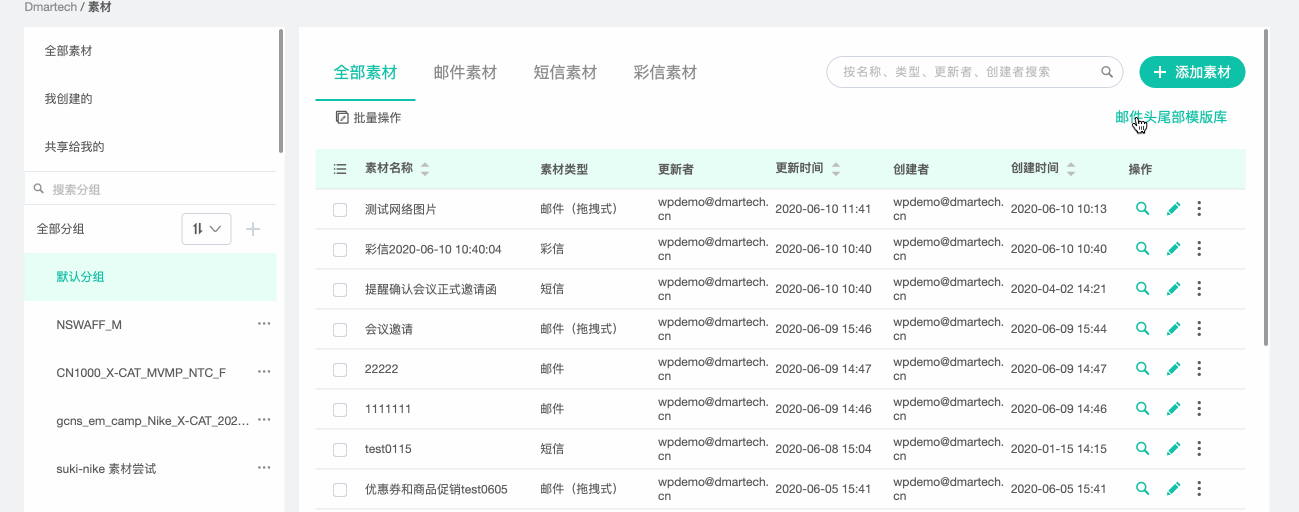 Dmartech / 素材
全部素材
我创建的
共享给我的
搜索分组
全部分组
默认分组
NSWAFF_M
CN1000_X-CAT_MVMP_NTC_F
gcns_em_camp_Nike_X-CAT_202...
suki-nike 素材尝试
全部素材 邮件素材 短信素材 彩信素材
按名称、类型、更新者、创建者搜索
添加素材
批量操作
邮件头尾部模版库
素材名称 素材类型 更新者 更新时间 创建者 创建时间 操作
测试网络图片 邮件（拖拽式） wpdemo@dmartech.cn 2020-06-10 11:41 wpdemo@dmartech.cn 2020-06-10 10:13
彩信2020-06-10 10:40:04 彩信 wpdemo@dmartech.cn 2020-06-10 10:40 wpdemo@dmartech.cn 2020-06-10 10:40
提醒确认会议正式邀请函 短信 wpdemo@dmartech.cn 2020-06-10 10:40 wpdemo@dmartech.cn 2020-04-02 14:21
会议邀请 邮件（拖拽式） wpdemo@dmartech.cn 2020-06-09 15:46 wpdemo@dmartech.cn 2020-06-09 15:44
22222 邮件 wpdemo@dmartech.cn 2020-06-09 14:47 wpdemo@dmartech.cn 2020-06-09 14:47
1111111 邮件 wpdemo@dmartech.cn 2020-06-09 14:46 wpdemo@dmartech.cn 2020-06-09 14:46
test0115 短信 wpdemo@dmartech.cn 2020-06-08 15:04 wpdemo@dmartech.cn 2020-01-15 14:15
优惠券和商品促销test0605 邮件（拖拽式） wpdemo@dmartech.cn 2020-06-05 15:41 wpdemo@dmartech.cn 2020-06-05 15:41